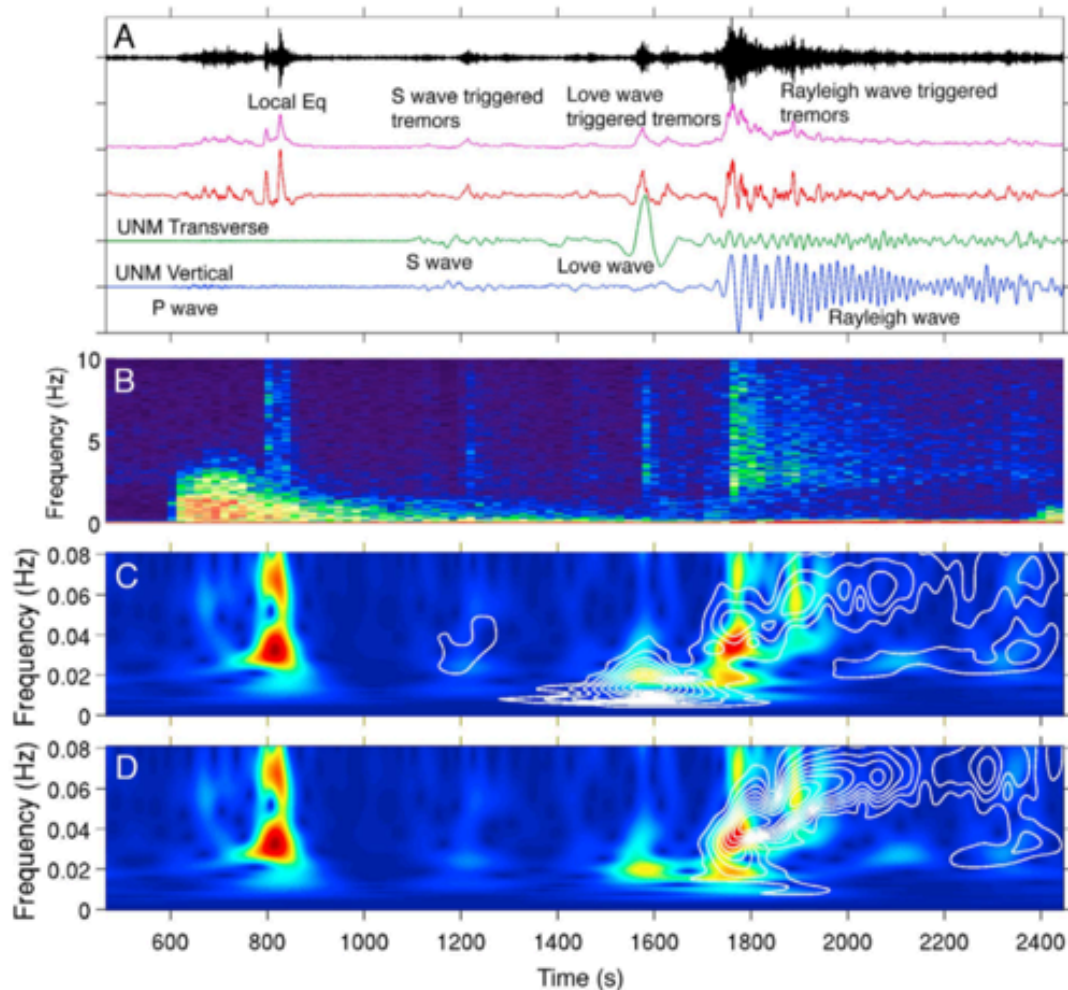 A
Local Eq
S wave triggered
tremors
Love wave
triggered tremors
Rayleigh wave triggered
tremors
UNM Transverse
S wave
Love wave
UNM Vertical
P wave
Rayleigh wave
B
Frequency (Hz)
10
5
0
C
Frequency (Hz)
0.08
0.06
0.04
0.02
0
D
Frequency (Hz)
0.08
0.06
0.04
0.02
0
600 800 1000 1200 1400 1600 1800 2000 2200 2400
Time (s)